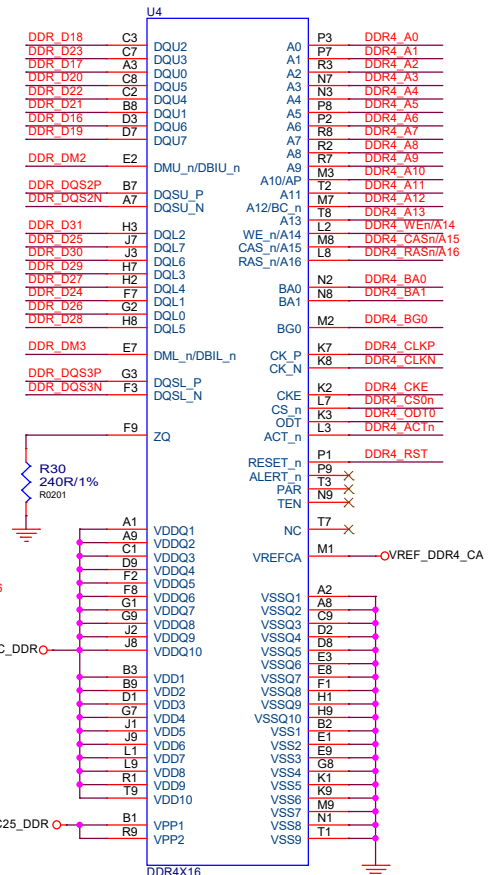 U4
DDR_D18 C3 DQU2 A0 P3 DDR4_A0
DDR_D23 C7 DQU3 A1 P7 DDR4_A1
DDR_D17 A3 DQU0 A2 R3 DDR4_A2
DDR_D20 C8 DQU5 A3 N7 DDR4_A3
DDR_D22 C2 DQU4 A4 N3 DDR4_A4
DDR_D21 B8 DQU1 A5 P8 DDR4_A5
DDR_D16 D3 DQU6 A6 P2 DDR4_A6
DDR_D19 D7 DQU7 A7 R8 DDR4_A7
A8 R2 DDR4_A8
DDR_DM2 E2 DMU_n/DBIU_n A9 R7 DDR4_A9
A10/AP M3 DDR4_A10
DDR_DQS2P B7 DQSU_P A11 T2 DDR4_A11
DDR_DQS2N A7 DQSU_N A12/BC_n M7 DDR4_A12
A13 T8 DDR4_A13
DDR_D31 H3 DQL2 WE_n/A14 L2 DDR4_WEn/A14
DDR_D25 J7 DQL7 CAS_n/A15 M8 DDR4_CASn/A15
DDR_D30 J3 DQL6 RAS_n/A16 L8 DDR4_RASn/A16
DDR_D29 H7 DQL3
DDR_D27 H2 DQL4 BA0 N2 DDR4_BA0
DDR_D24 F7 DQL1 BA1 N8 DDR4_BA1
DDR_D26 G2 DQL0
DDR_D28 H8 DQL5 BG0 M2 DDR4_BG0
DDR_DM3 E7 DML_n/DBIL_n CK_P K7 DDR4_CLKP
CK_N K8 DDR4_CLKN
DDR_DQS3P G3 DQSL_P
DDR_DQS3N F3 DQSL_N CKE K2 DDR4_CKE
CS_n L7 DDR4_CS0n
ODT K3 DDR4_ODT0
F9 ZQ ACT_n L3 DDR4_ACTn
RESET_n P1 DDR4_RST
R30 ALERT_n P9
240R/1% PAR T3
R0201 TEN N9
A1 VDDQ1 NC T7
A9 VDDQ2
C1 VDDQ3 VREFCA M1 VREF_DDR4_CA
D9 VDDQ4
F2 VDDQ5
F8 VDDQ6 VSSQ1 A2
G1 VDDQ7 VSSQ2 A8
G9 VDDQ8 VSSQ3 C9
J2 VDDQ9 VSSQ4 D2
C_DDR J8 VDDQ10 VSSQ5 D8
VSSQ6 E3
B3 VDD1 VSSQ7 E8
B9 VDD2 VSSQ8 F1
D1 VDD3 VSSQ9 H1
G7 VDD4 VSSQ10 H9
J1 VDD5 VSS1 B2
J9 VDD6 VSS2 E1
L1 VDD7 VSS3 E9
L9 VDD8 VSS4 G8
R1 VDD9 VSS5 K1
T9 VDD10 VSS6 K9
VSS7 M9
C25_DDR B1 VPP1 VSS8 N1
R9 VPP2 VSS9 T1
DDR4X16